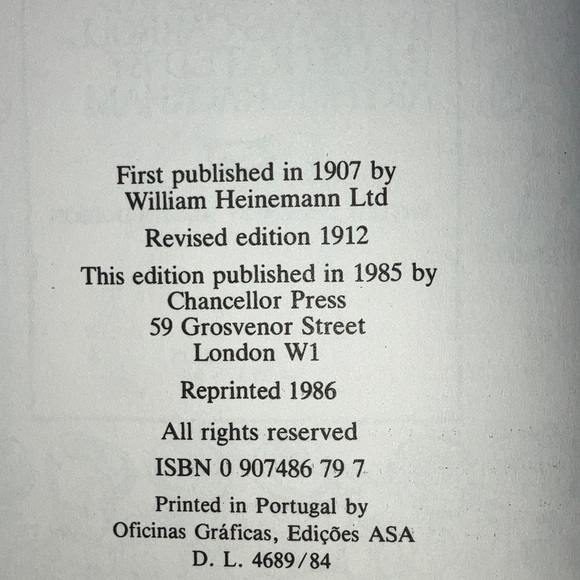 First published in 1907 by
William Heinemann Ltd
Revised edition 1912
This edition published in 1985 by
Chancellor Press
59 Grosvenor Street
London W1
Reprinted 1986
All rights reserved
ISBN 0 907486 79 7
Printed in Portugal by
Oficinas Gráficas, Edições ASA
D. L. 4689/84